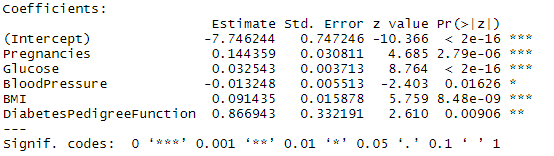 Coefficients:
                          Estimate Std. Error z value Pr(>|z|)
(Intercept)              -7.746244   0.747246 -10.366  < 2e-16 ***
Pregnancies               0.144359   0.030811   4.685 2.79e-06 ***
Glucose                   0.032543   0.003713   8.764  < 2e-16 ***
BloodPressure            -0.013248   0.005513  -2.403  0.01626 *
BMI                       0.091435   0.015878   5.759 8.48e-09 ***
DiabetesPedigreeFunction  0.866943   0.332191   2.610  0.00906 **
---
Signif. codes:  0 ‘***’ 0.001 ‘**’ 0.01 ‘*’ 0.05 ‘.’ 0.1 ‘ ’ 1